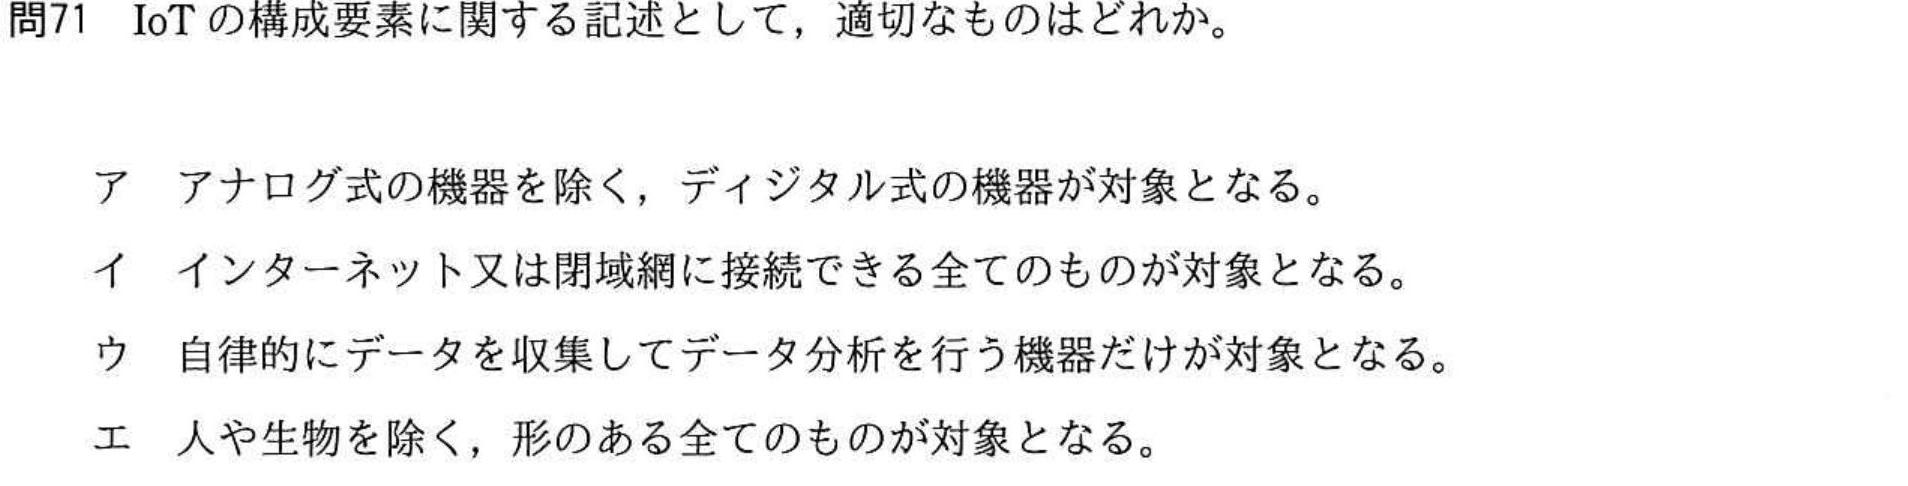 問71　IoTの構成要素に関する記述として，適切なものはどれか。
ア　アナログ式の機器を除く，ディジタル式の機器が対象となる。
イ　インターネット又は閉域網に接続できる全てのものが対象となる。
ウ　自律的にデータを収集してデータ分析を行う機器だけが対象となる。
エ　人や生物を除く，形のある全てのものが対象となる。